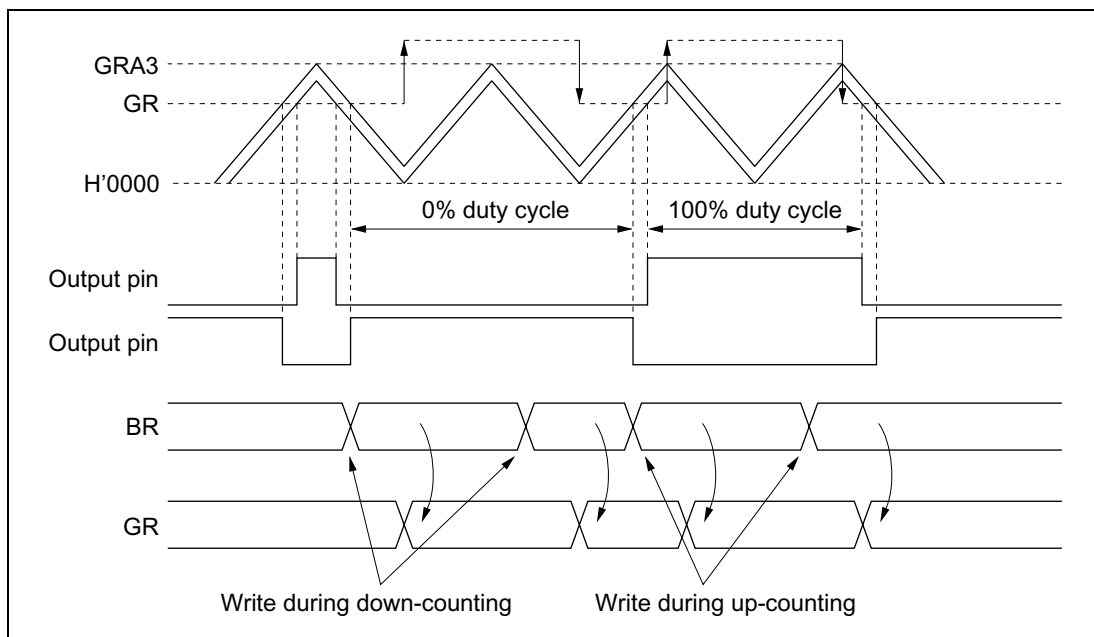 GRA3
GR
H'0000
0% duty cycle 100% duty cycle
Output pin
Output pin
BR
GR
Write during down-counting Write during up-counting